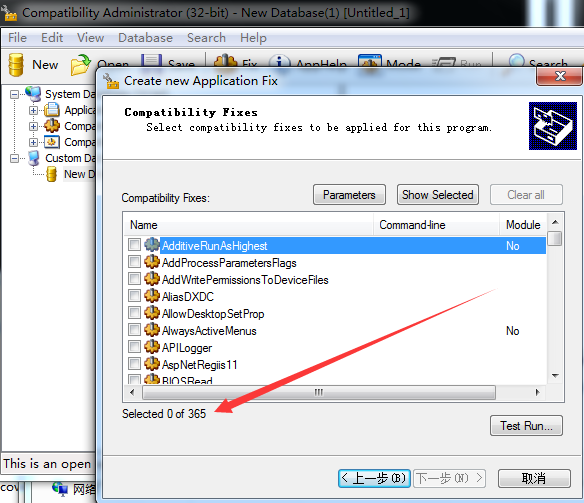 Compatibility Administrator (32-bit) - New Database(1) [Untitled_1]
File Edit View Database Search Help
New Open Save Fix AppHelp Mode Run Search
Create new Application Fix
System Da
Applica
Compa
Compa
Custom Da
New D
Compatibility Fixes
Select compatibility fixes to be applied for this program.
Compatibility Fixes:
Parameters
Show Selected
Clear all
Name Command-line Module
AdditiveRunAsHighest No
AddProcessParametersFlags
AddWritePermissionsToDeviceFiles
AliasDXDC
AllowDesktopSetProp
AlwaysActiveMenus No
APILogger
AspNetRegiis11
BIOSRead
Selected 0 of 365
Test Run...
This is an open
< 上一步(B)
下一步(N) >
取消
cov
网络